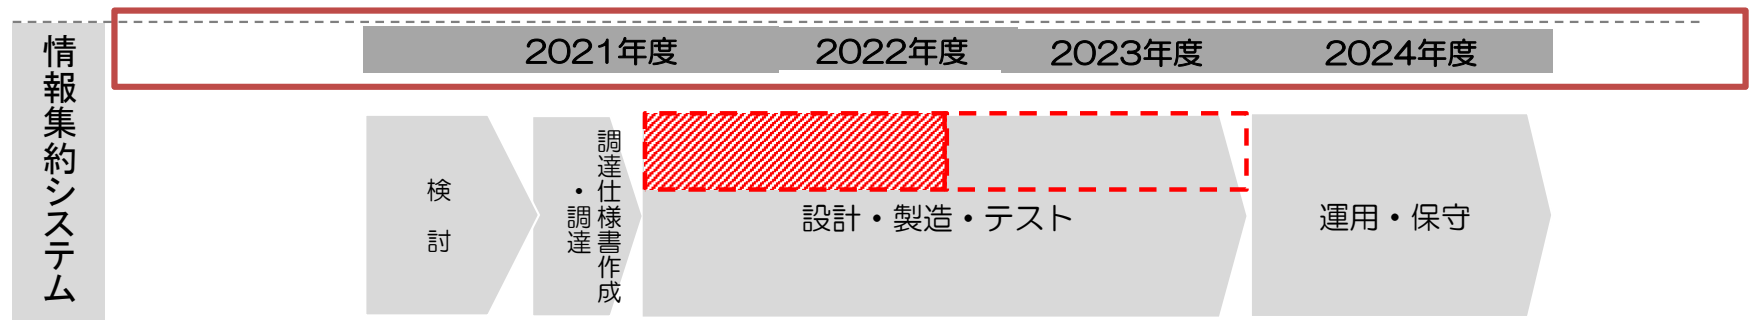 情報集約システム
2021年度
2022年度
2023年度
2024年度
検討
調達仕様書作成
・調達
設計・製造・テスト
運用・保守